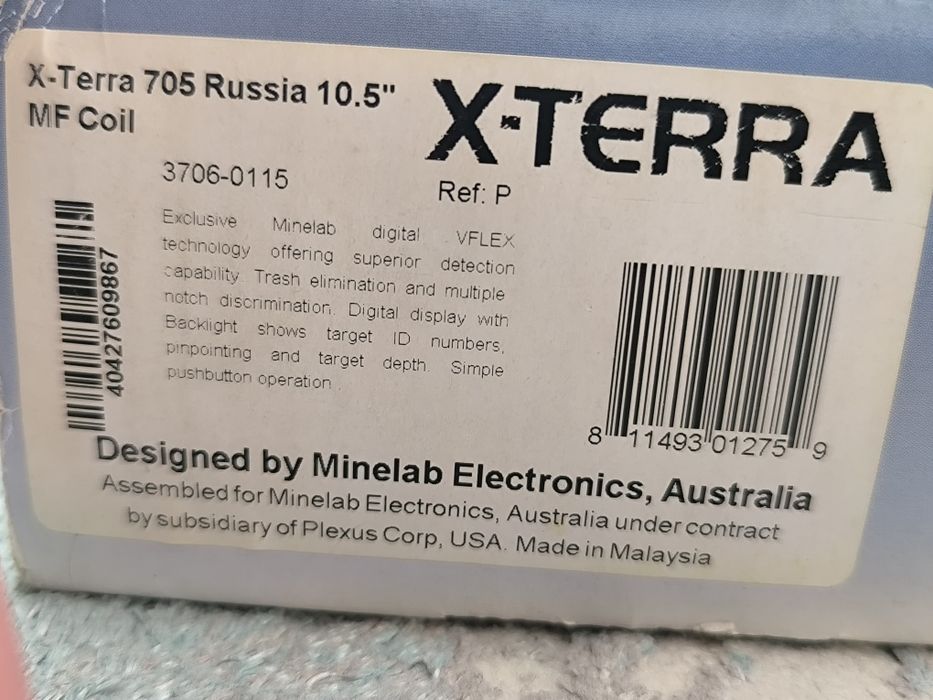 X-Terra 705 Russia 10.5"
MF Coil
X-TERRA
3706-0115
Ref: P
Exclusive Minelab digital VFLEX
technology offering superior detection
capability. Trash elimination and multiple
notch discrimination. Digital display with
Backlight shows target ID numbers,
pinpointing and target depth. Simple
pushbutton operation.
40427609867
8 11493 01275 9
Designed by Minelab Electronics, Australia
Assembled for Minelab Electronics, Australia under contract
by subsidiary of Plexus Corp, USA. Made in Malaysia